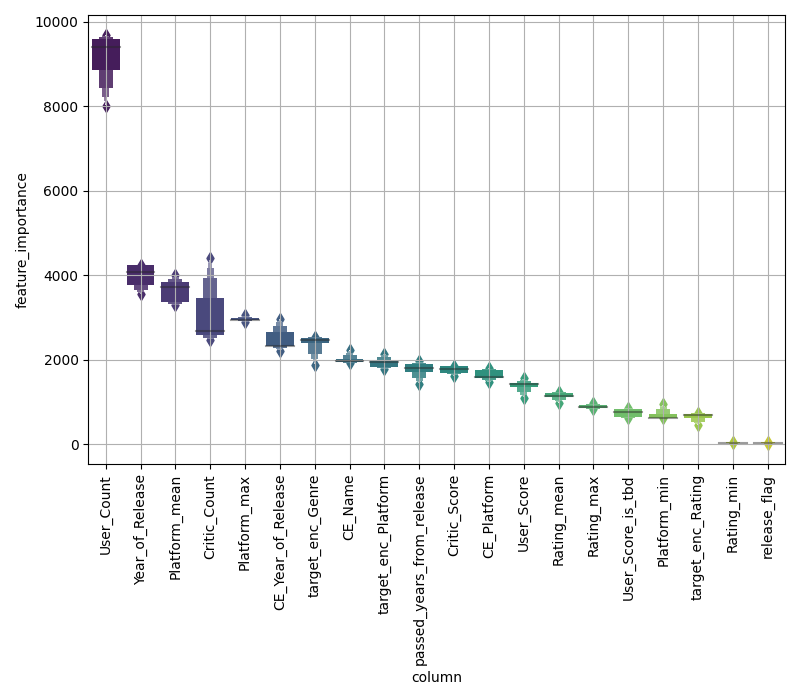 feature_importance
10000
8000
6000
4000
2000
0
User_Count
Year_of_Release
Platform_mean
Critic_Count
Platform_max
CE_Year_of_Release
target_enc_Genre
CE_Name
target_enc_Platform
passed_years_from_release
Critic_Score
CE_Platform
User_Score
Rating_mean
Rating_max
User_Score_is_tbd
Platform_min
target_enc_Rating
Rating_min
release_flag
column